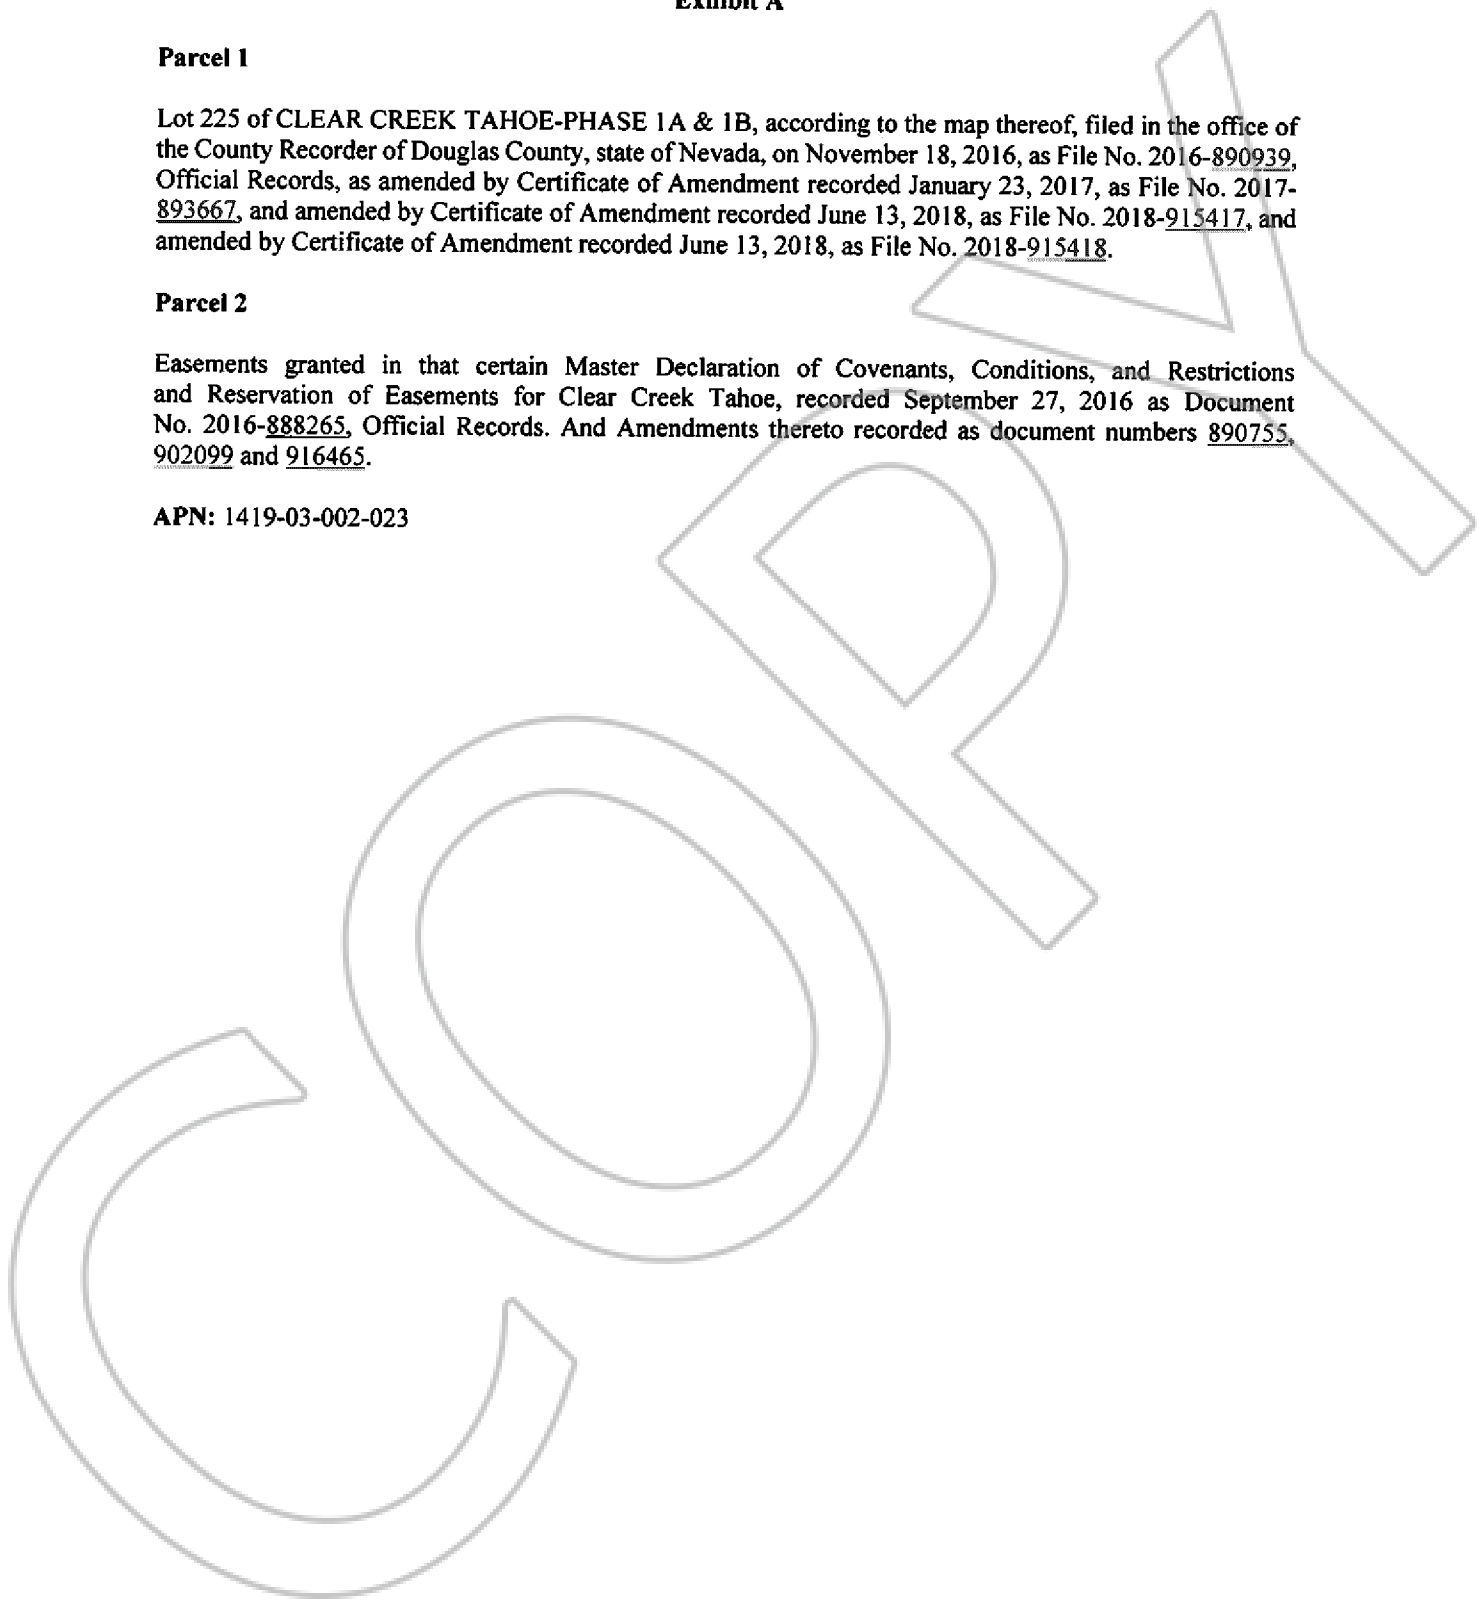 Exhibit A
Parcel 1
Lot 225 of CLEAR CREEK TAHOE-PHASE 1A & 1B, according to the map thereof, filed in the office of
the County Recorder of Douglas County, state of Nevada, on November 18, 2016, as File No. 2016-890939,
Official Records, as amended by Certificate of Amendment recorded January 23, 2017, as File No. 2017-
893667, and amended by Certificate of Amendment recorded June 13, 2018, as File No. 2018-915417, and
amended by Certificate of Amendment recorded June 13, 2018, as File No. 2018-915418.
Parcel 2
Easements granted in that certain Master Declaration of Covenants, Conditions, and Restrictions
and Reservation of Easements for Clear Creek Tahoe, recorded September 27, 2016 as Document
No. 2016-888265, Official Records. And Amendments thereto recorded as document numbers 890755,
902099 and 916465.
APN: 1419-03-002-023
COPY